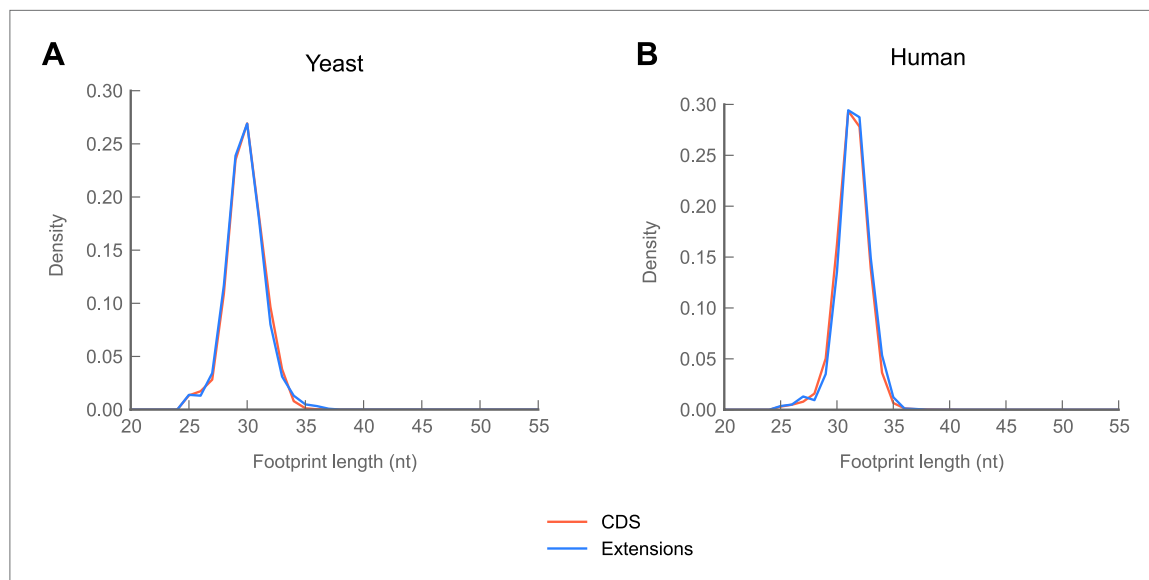 A
Yeast
0.30
0.25
0.20
0.15
0.10
0.05
0.00
Density
20 25 30 35 40 45 50 55
Footprint length (nt)
B
Human
0.30
0.25
0.20
0.15
0.10
0.05
0.00
Density
20 25 30 35 40 45 50 55
Footprint length (nt)
CDS
Extensions